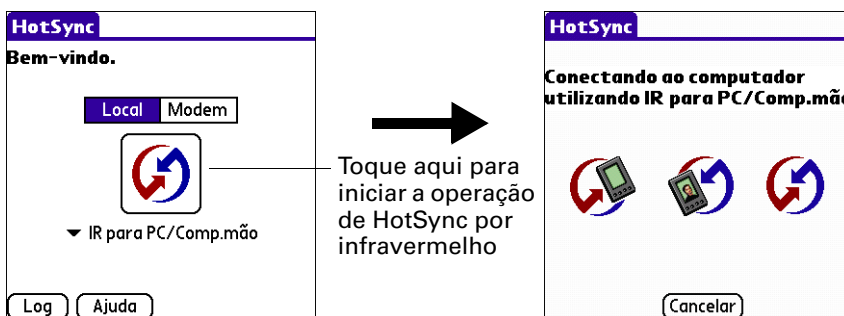 HotSync
Bem-vindo.
Local Modem
IR para PC/Comp.mão
Log Ajuda
Toque aqui para
iniciar a operação
de HotSync por
infravermelho
HotSync
Conectando ao computador
utilizando IR para PC/Comp.mão
Cancelar